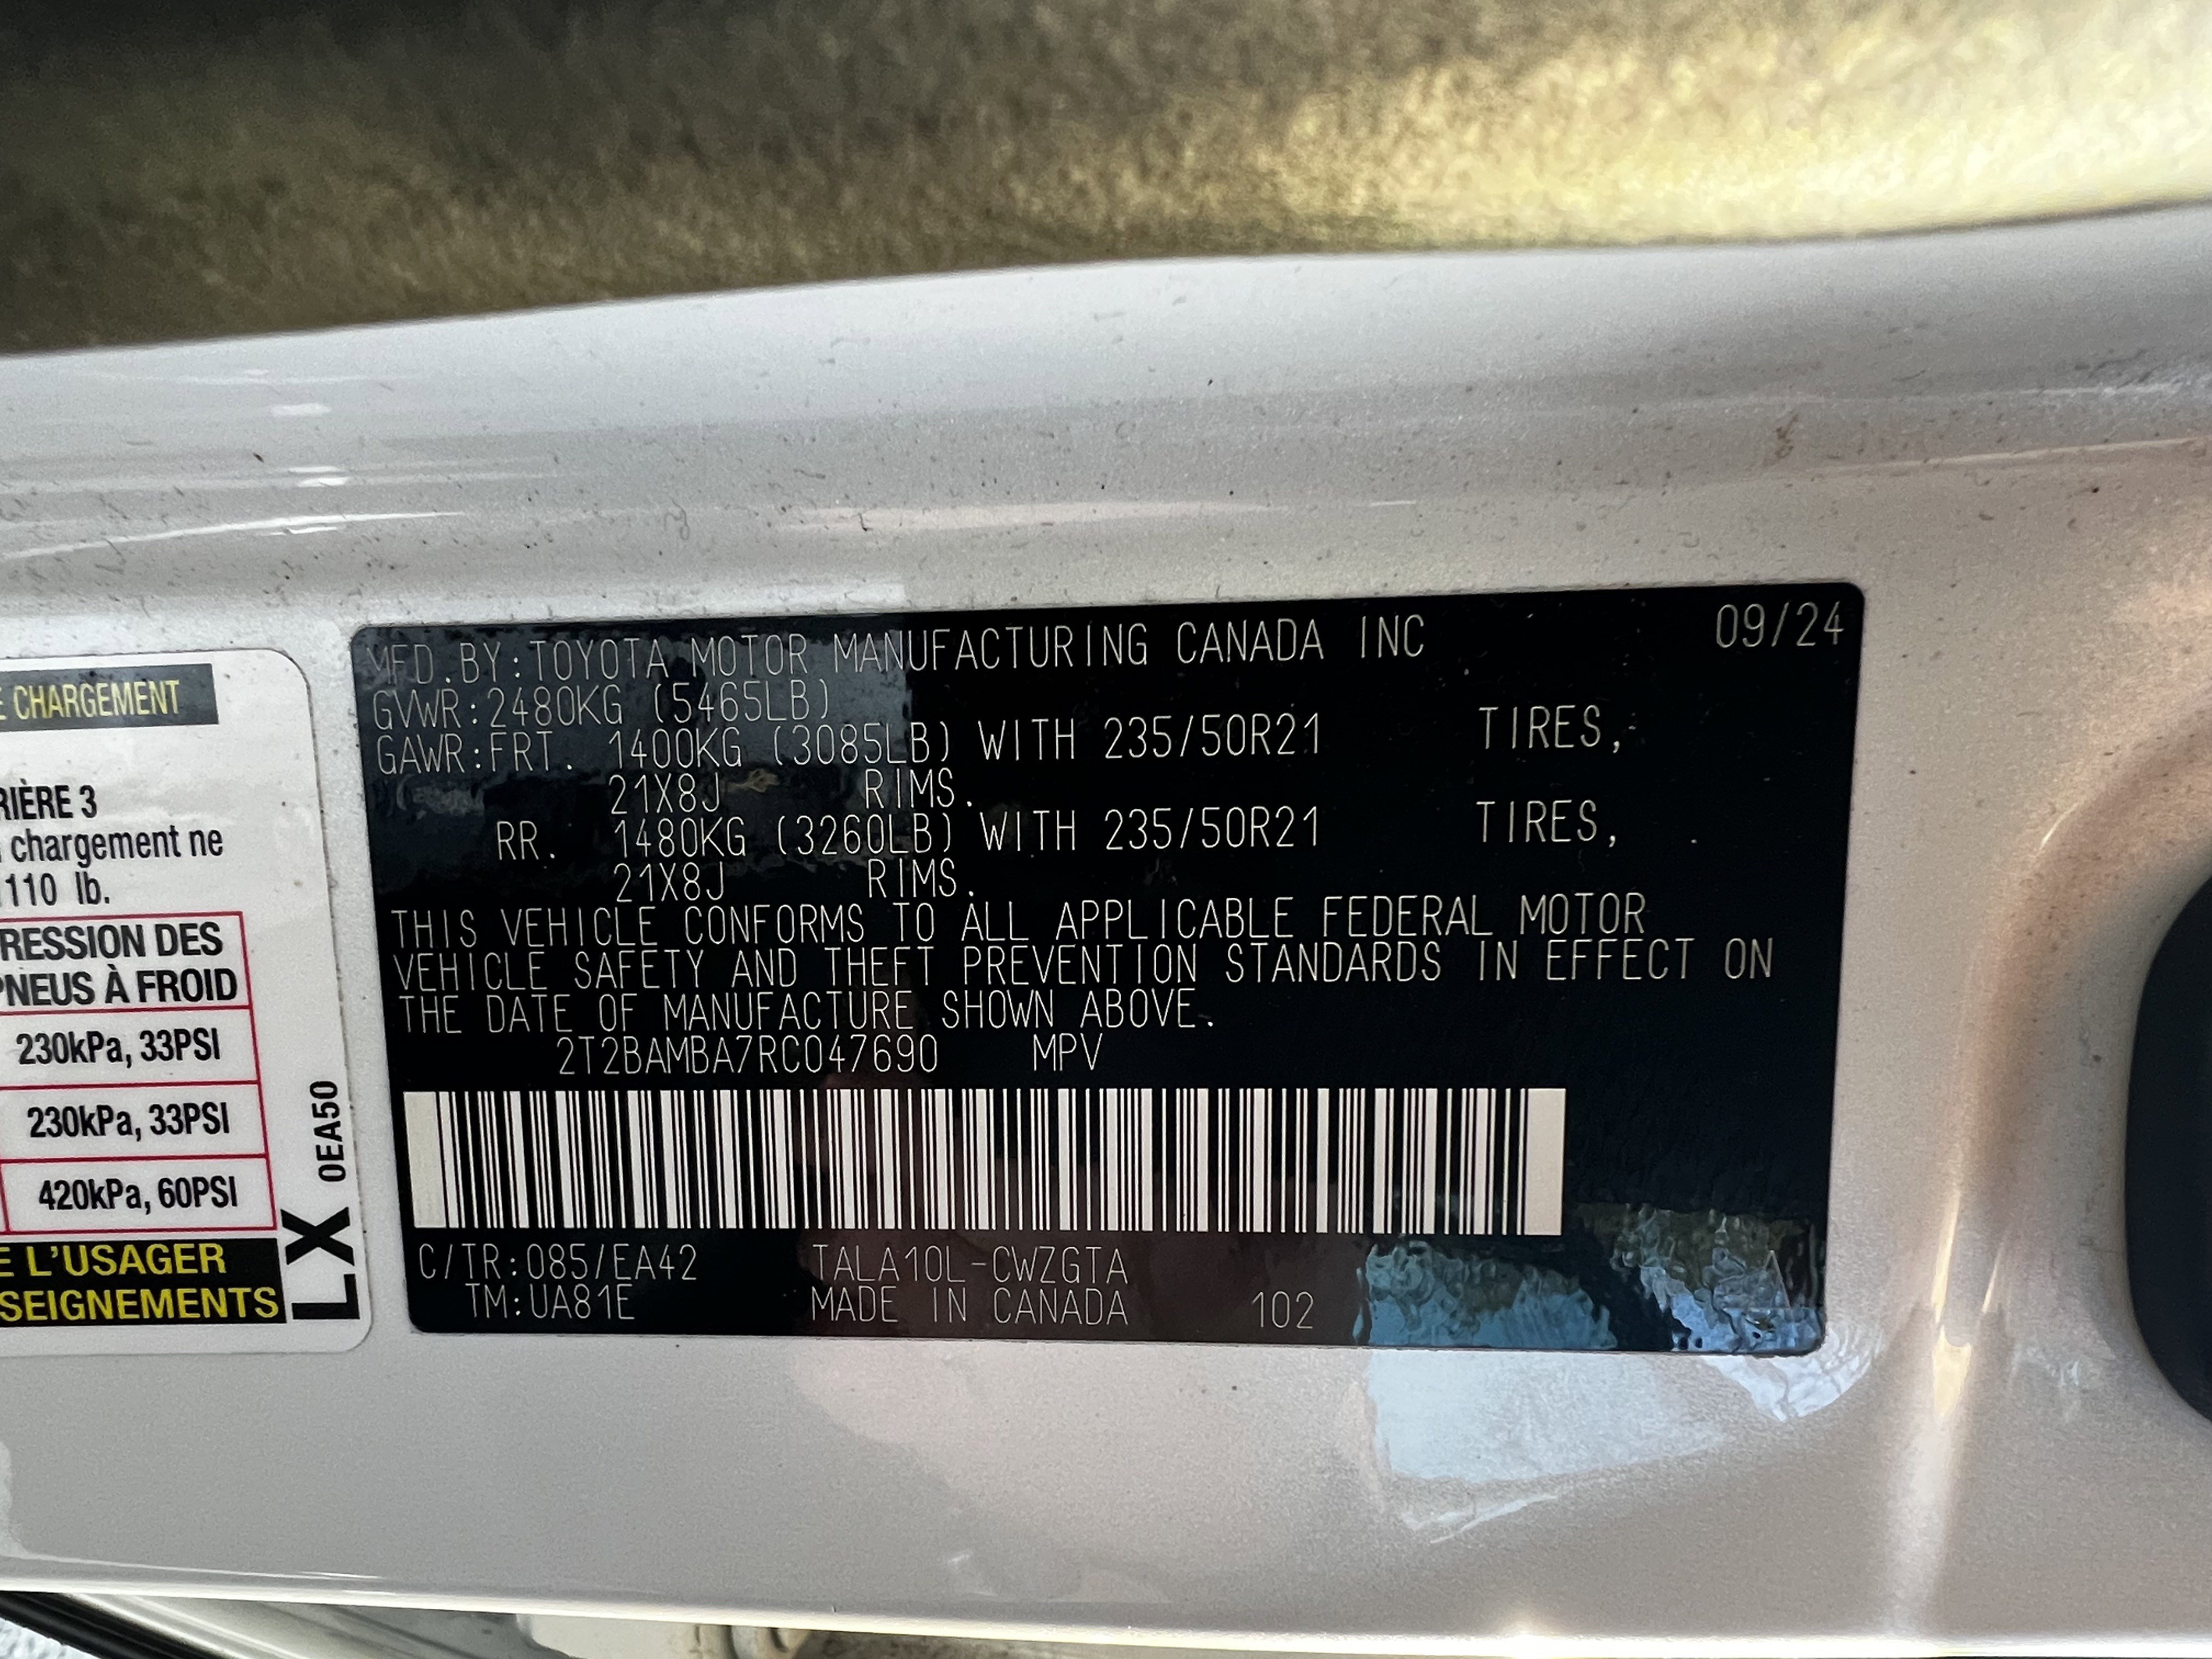 MFD.BY:TOYOTA MOTOR MANUFACTURING CANADA INC 09/24
GVWR:2480KG (5465LB)
GAWR:FRT. 1400KG (3085LB) WITH 235/50R21 TIRES,
21X8J RIMS.
RR. 1480KG (3260LB) WITH 235/50R21 TIRES,
21X8J RIMS.
THIS VEHICLE CONFORMS TO ALL APPLICABLE FEDERAL MOTOR
VEHICLE SAFETY AND THEFT PREVENTION STANDARDS IN EFFECT ON
THE DATE OF MANUFACTURE SHOWN ABOVE.
2T2BAMBA7RC047690 MPV
C/TR:085/EA42 TALA10L-CWZGTA A
TM:UA81E MADE IN CANADA 102
E CHARGEMENT
RIÈRE 3
chargement ne
110 lb.
RESSION DES
PNEUS À FROID
230kPa, 33PSI
230kPa, 33PSI
420kPa, 60PSI
E L'USAGER
SEIGNEMENTS
LX 0EA50